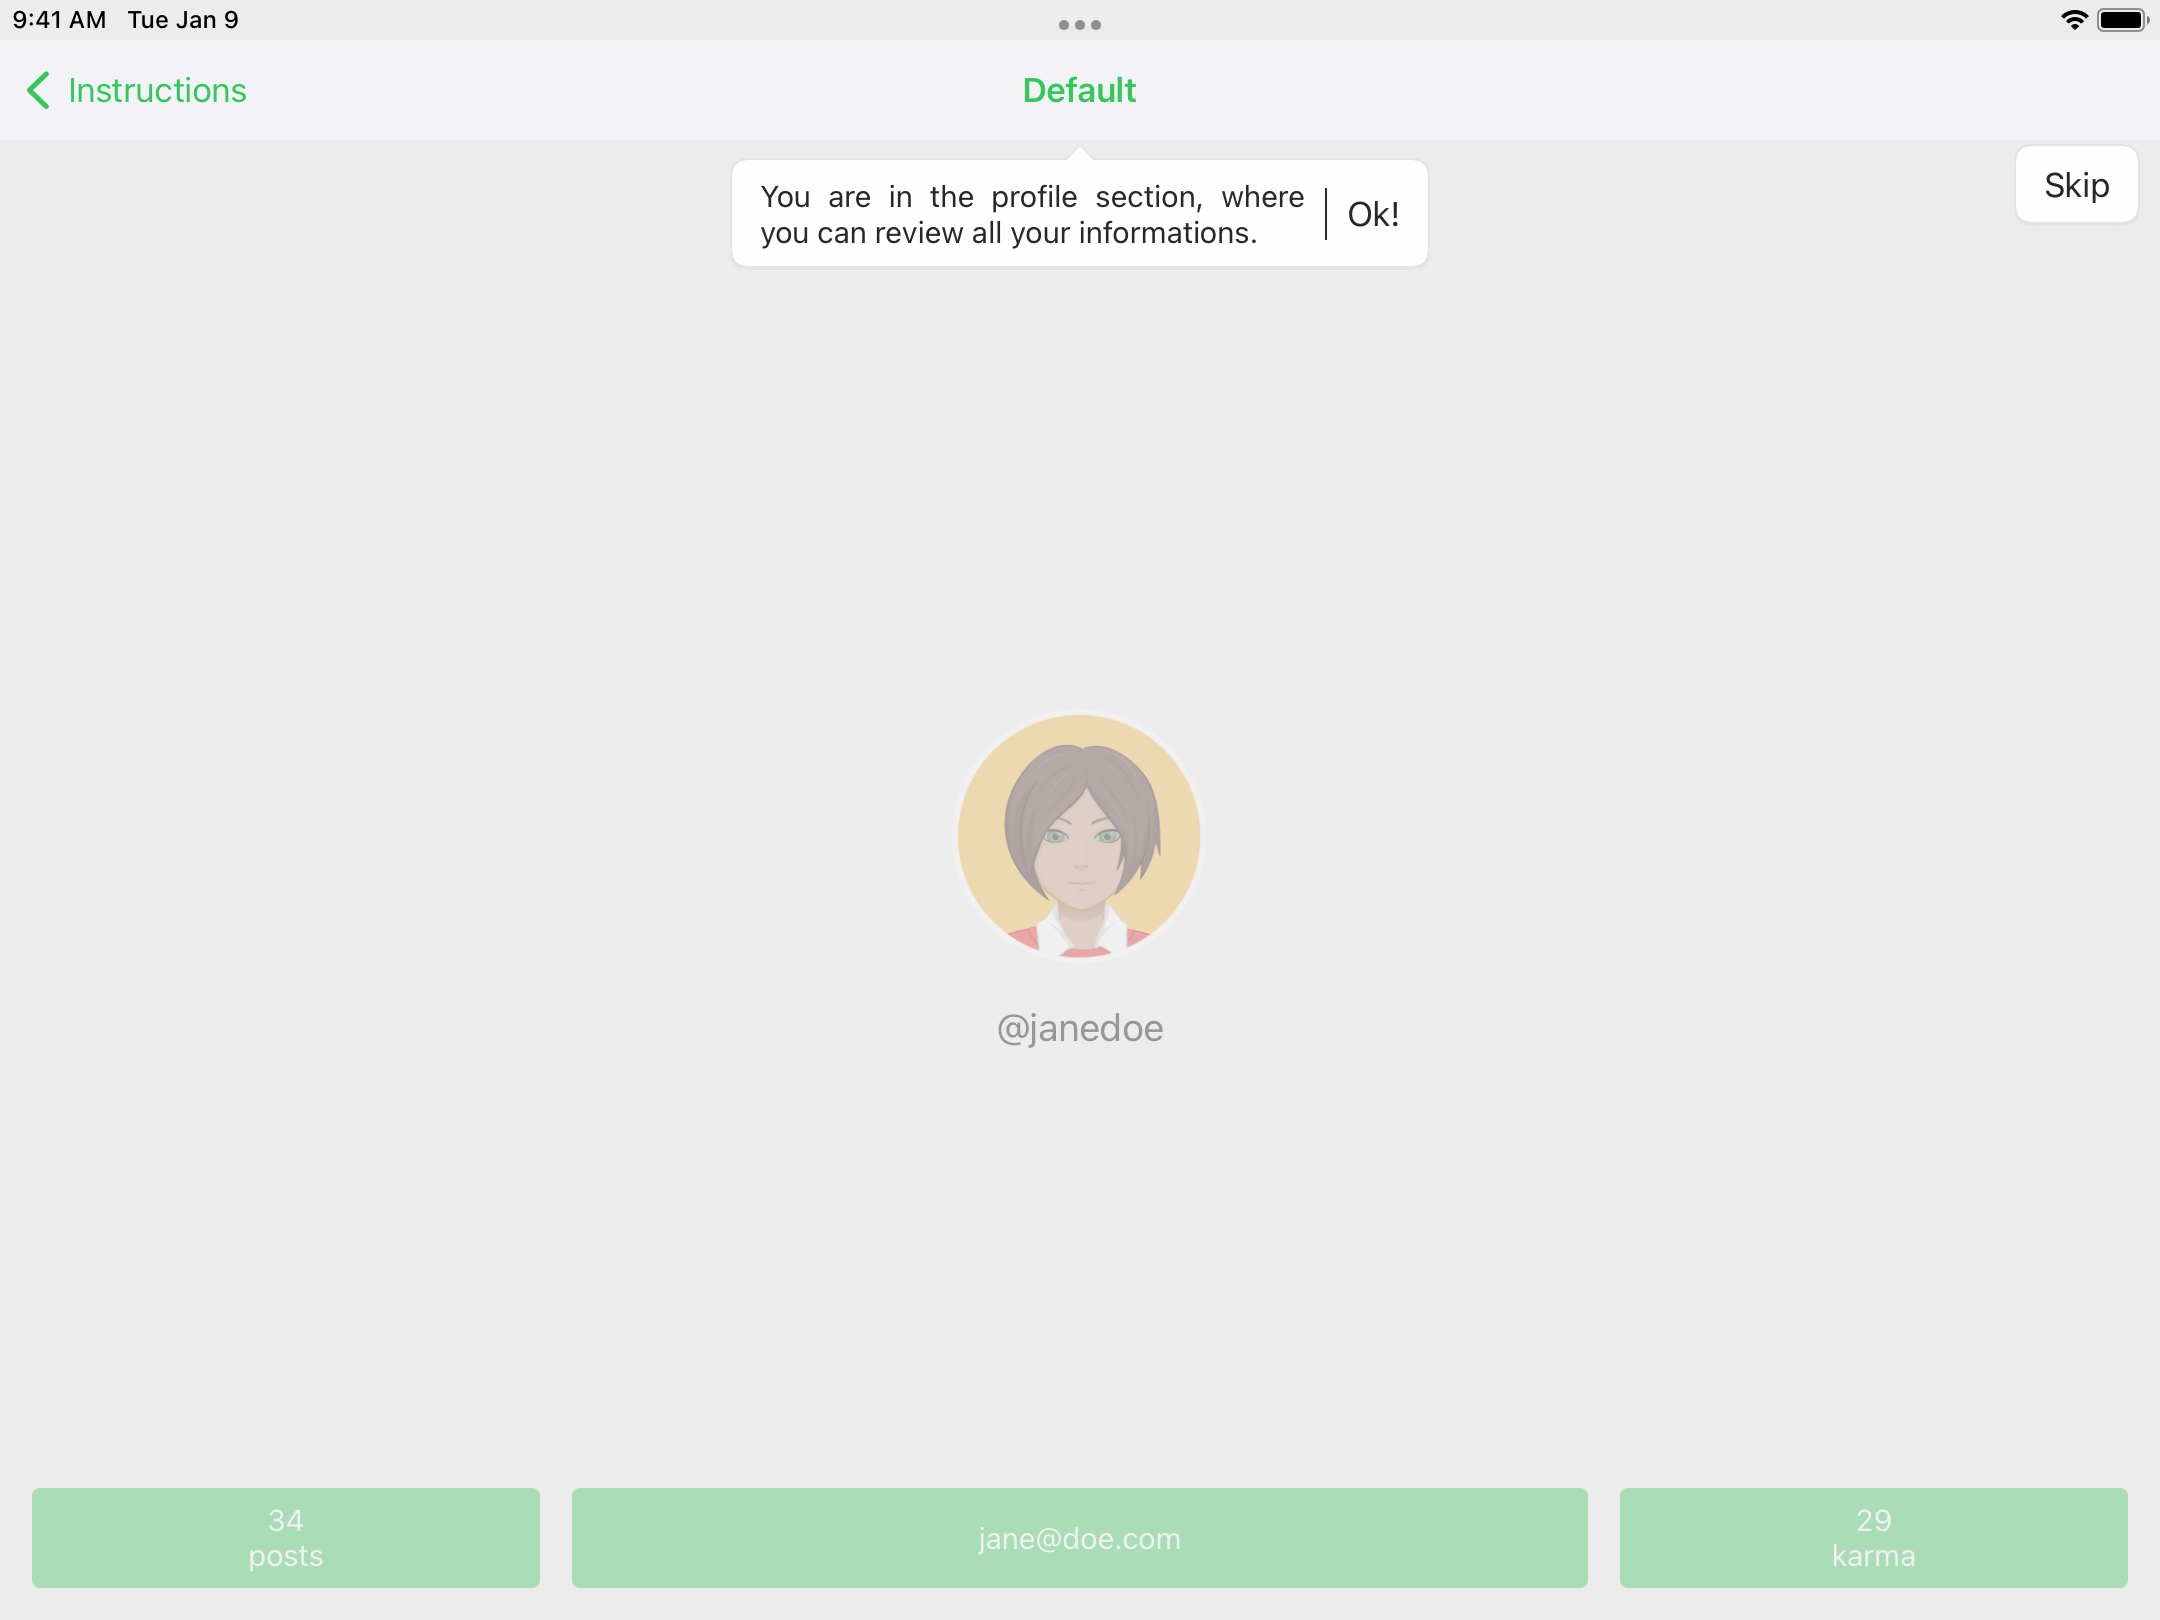 9:41 AM Tue Jan 9
Instructions
Default
Skip
You are in the profile section, where
you can review all your informations.
Ok!
@janedoe
34
posts
jane@doe.com
29
karma